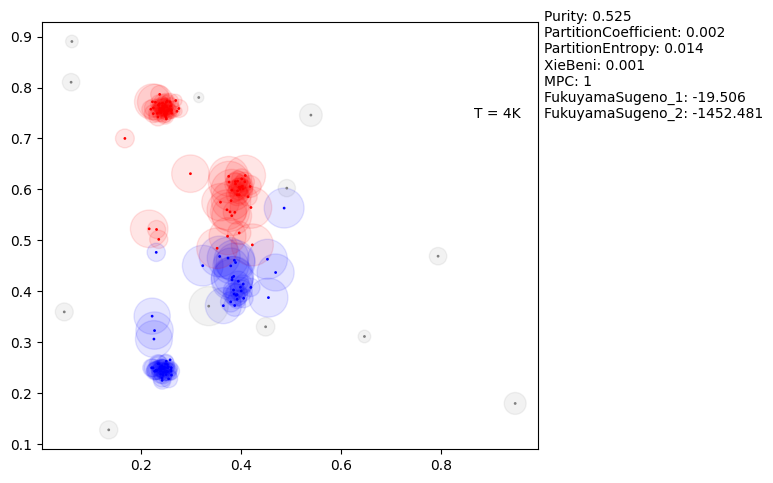 Purity: 0.525
PartitionCoefficient: 0.002
PartitionEntropy: 0.014
XieBeni: 0.001
MPC: 1
FukuyamaSugeno_1: -19.506
FukuyamaSugeno_2: -1452.481
T = 4K
0.9
0.8
0.7
0.6
0.5
0.4
0.3
0.2
0.1
0.2 0.4 0.6 0.8